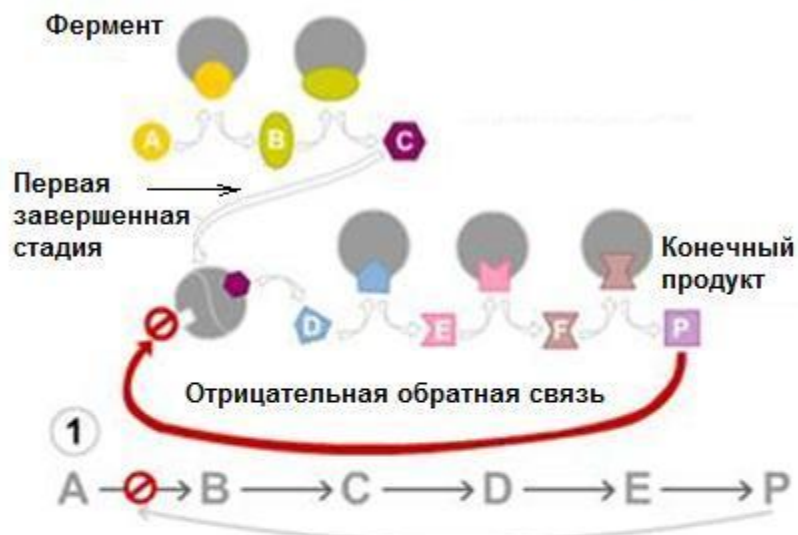 Фермент
A B C
Первая
завершенная
стадия
Конечный
продукт
D E F P
Отрицательная обратная связь
1
A B C D E P